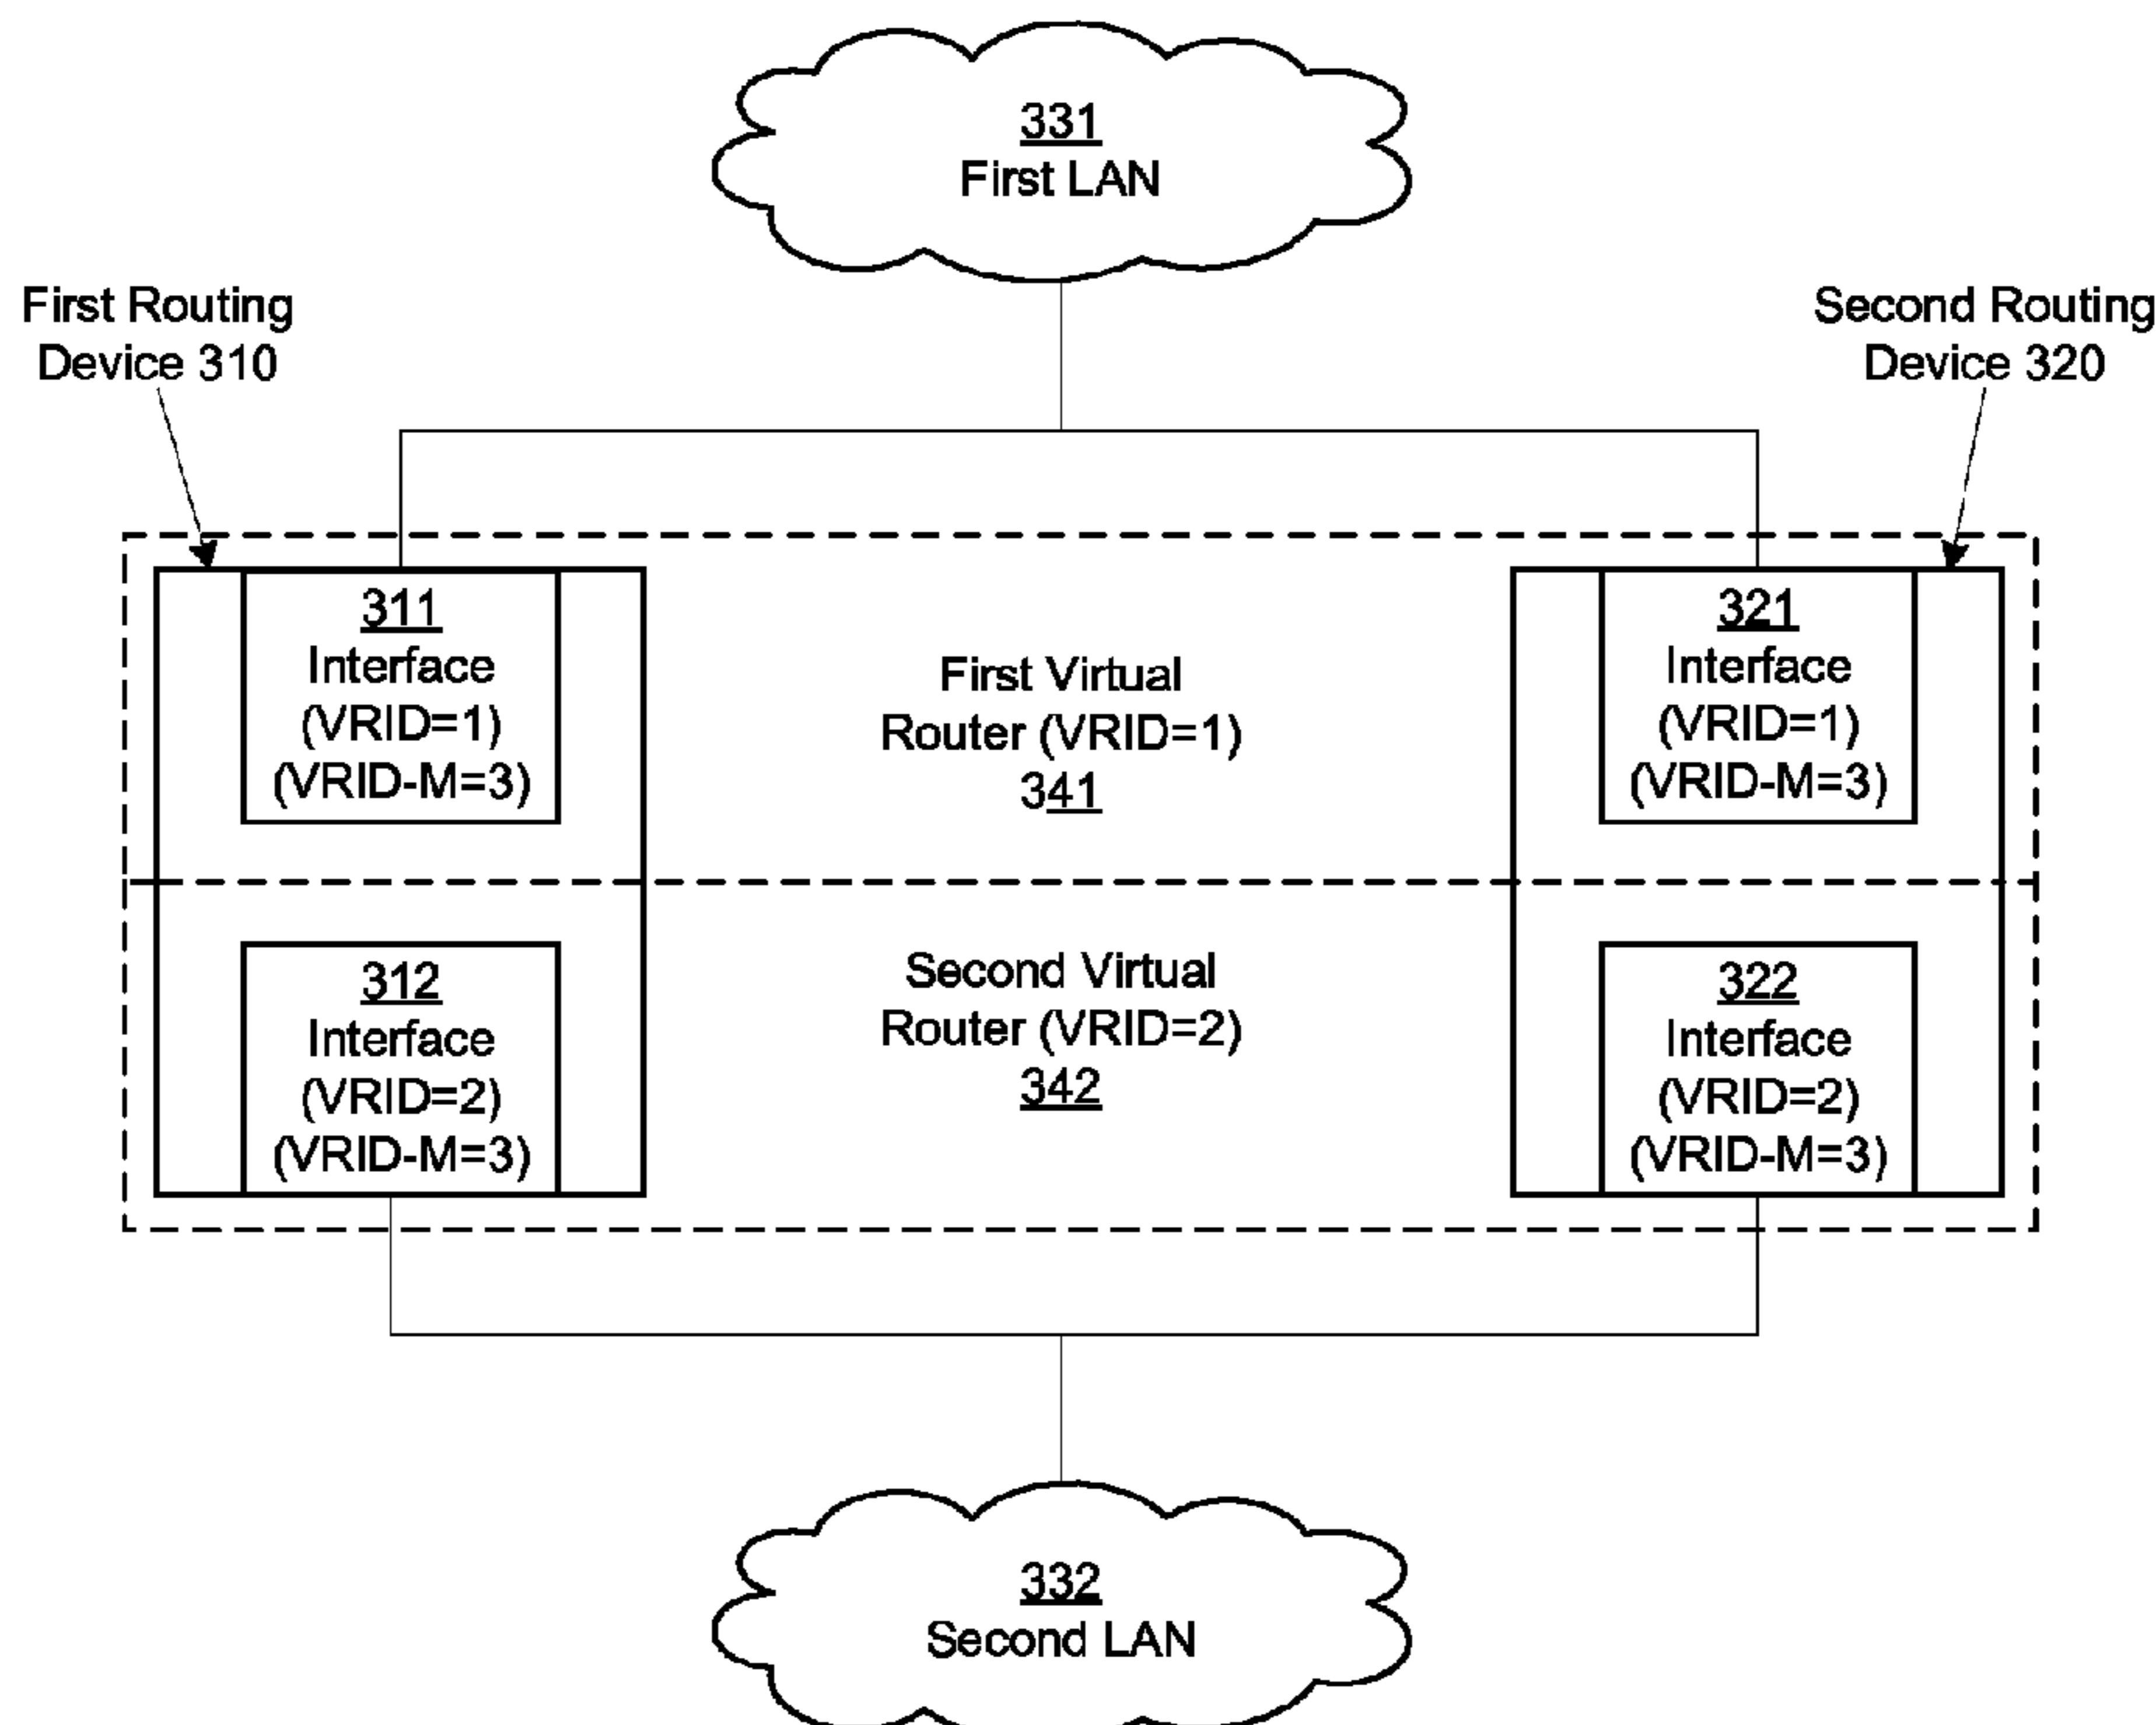 331
First LAN
First Routing
Device 310
Second Routing
Device 320
311
Interface
(VRID=1)
(VRID-M=3)
First Virtual
Router (VRID=1)
341
321
Interface
(VRID=1)
(VRID-M=3)
312
Interface
(VRID=2)
(VRID-M=3)
Second Virtual
Router (VRID=2)
342
322
Interface
(VRID=2)
(VRID-M=3)
332
Second LAN